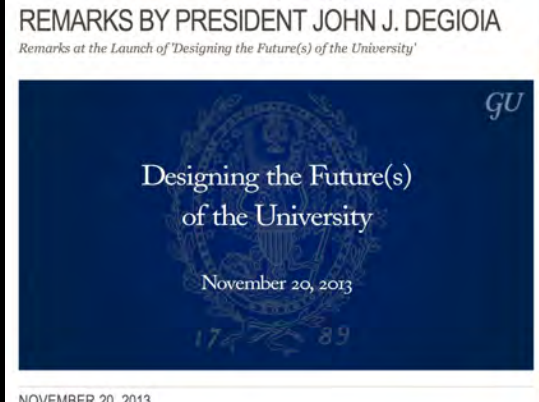 REMARKS BY PRESIDENT JOHN J. DEGIOIA
Remarks at the Launch of 'Designing the Future(s) of the University'
GU
Designing the Future(s)
of the University
November 20, 2013
17 89
NOVEMBER 20, 2013